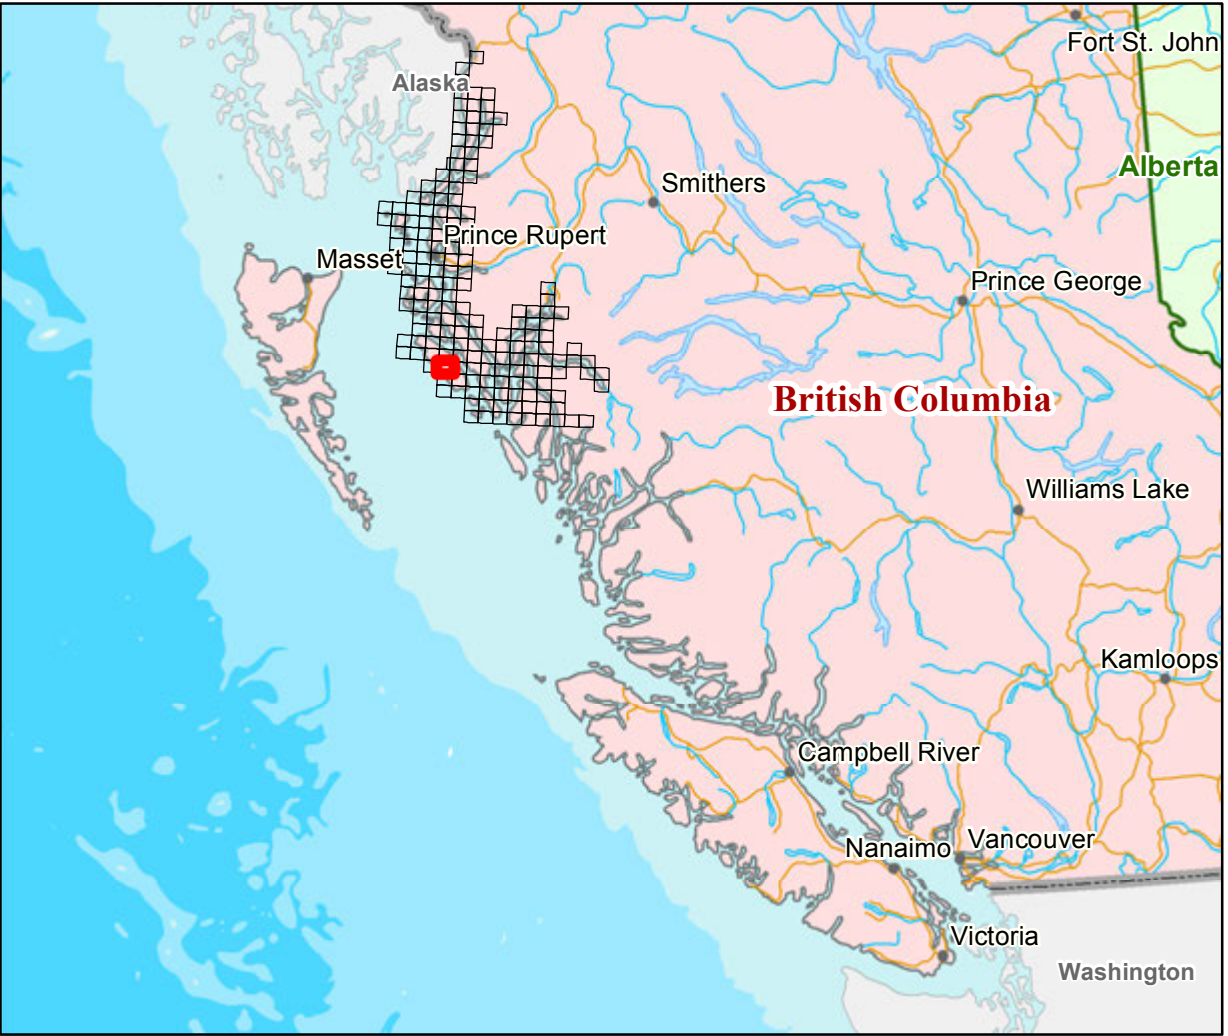 Fort St. John
Alaska
Alberta
Smithers
Prince Rupert
Masset
Prince George
British Columbia
Williams Lake
Kamloops
Campbell River
Vancouver
Nanaimo
Victoria
Washington